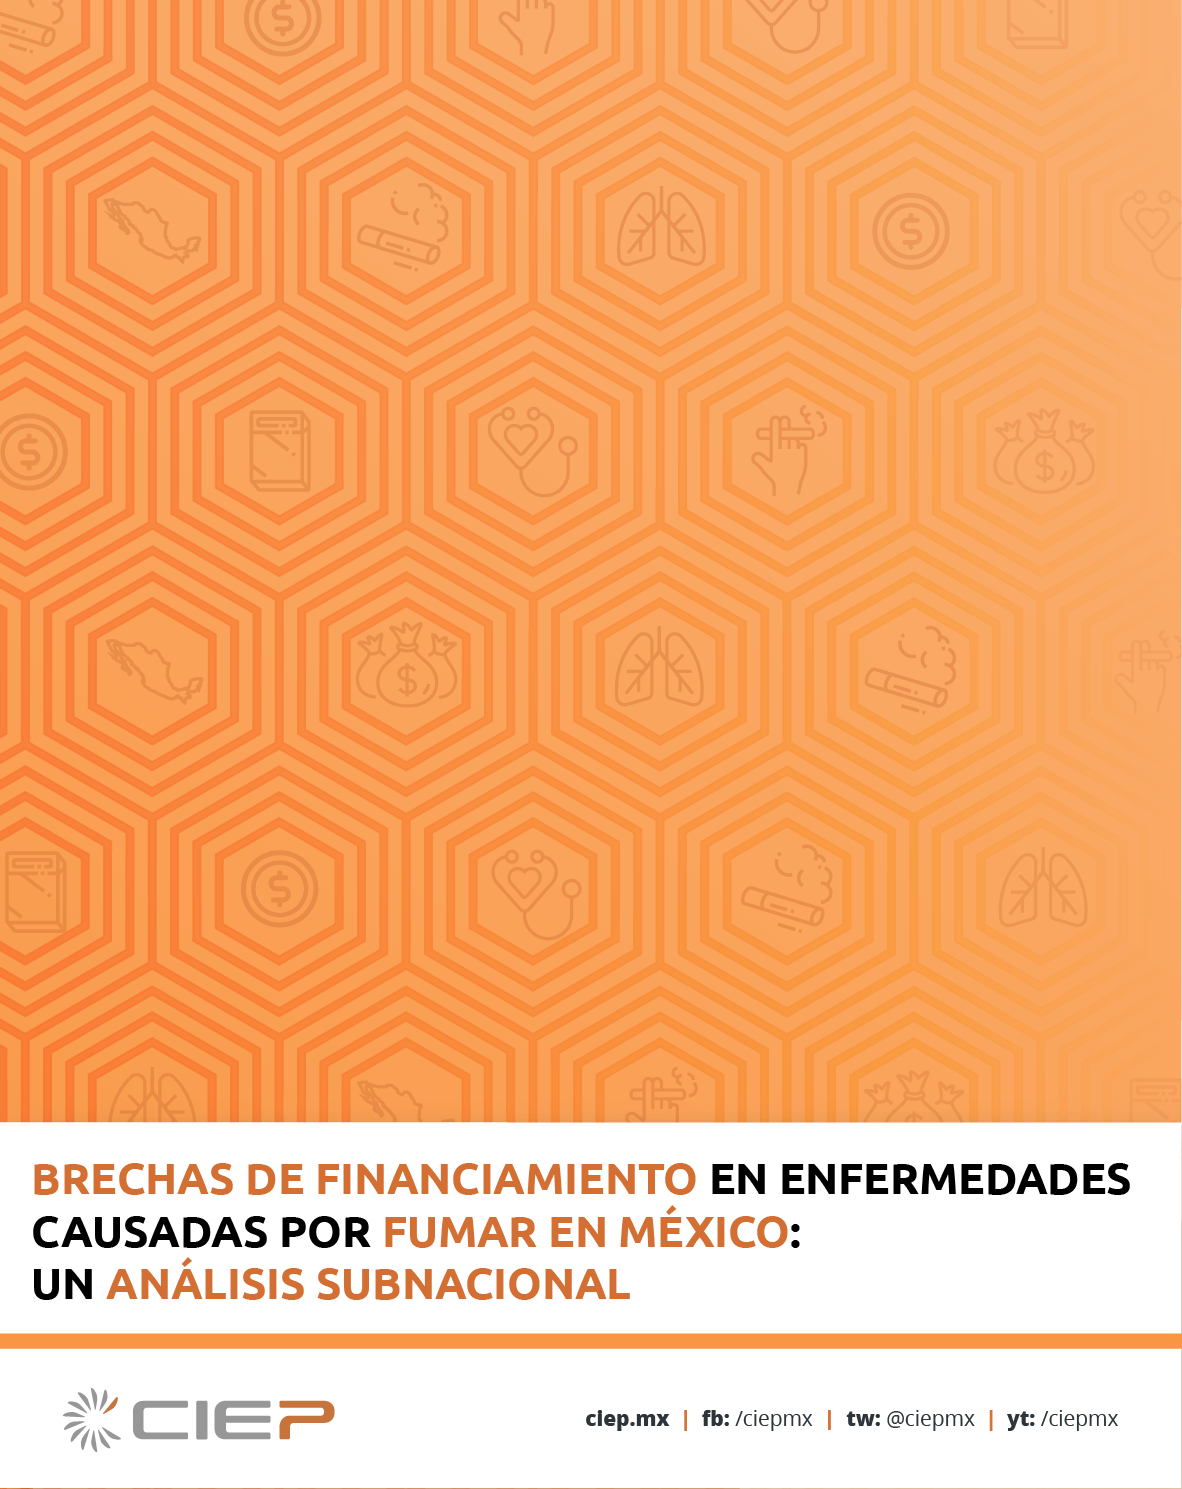 BRECHAS DE FINANCIAMIENTO EN ENFERMEDADES
CAUSADAS POR FUMAR EN MÉXICO:
UN ANÁLISIS SUBNACIONAL
CIEP
ciep.mx | fb: /ciepmx | tw: @ciepmx | yt: /ciepmx